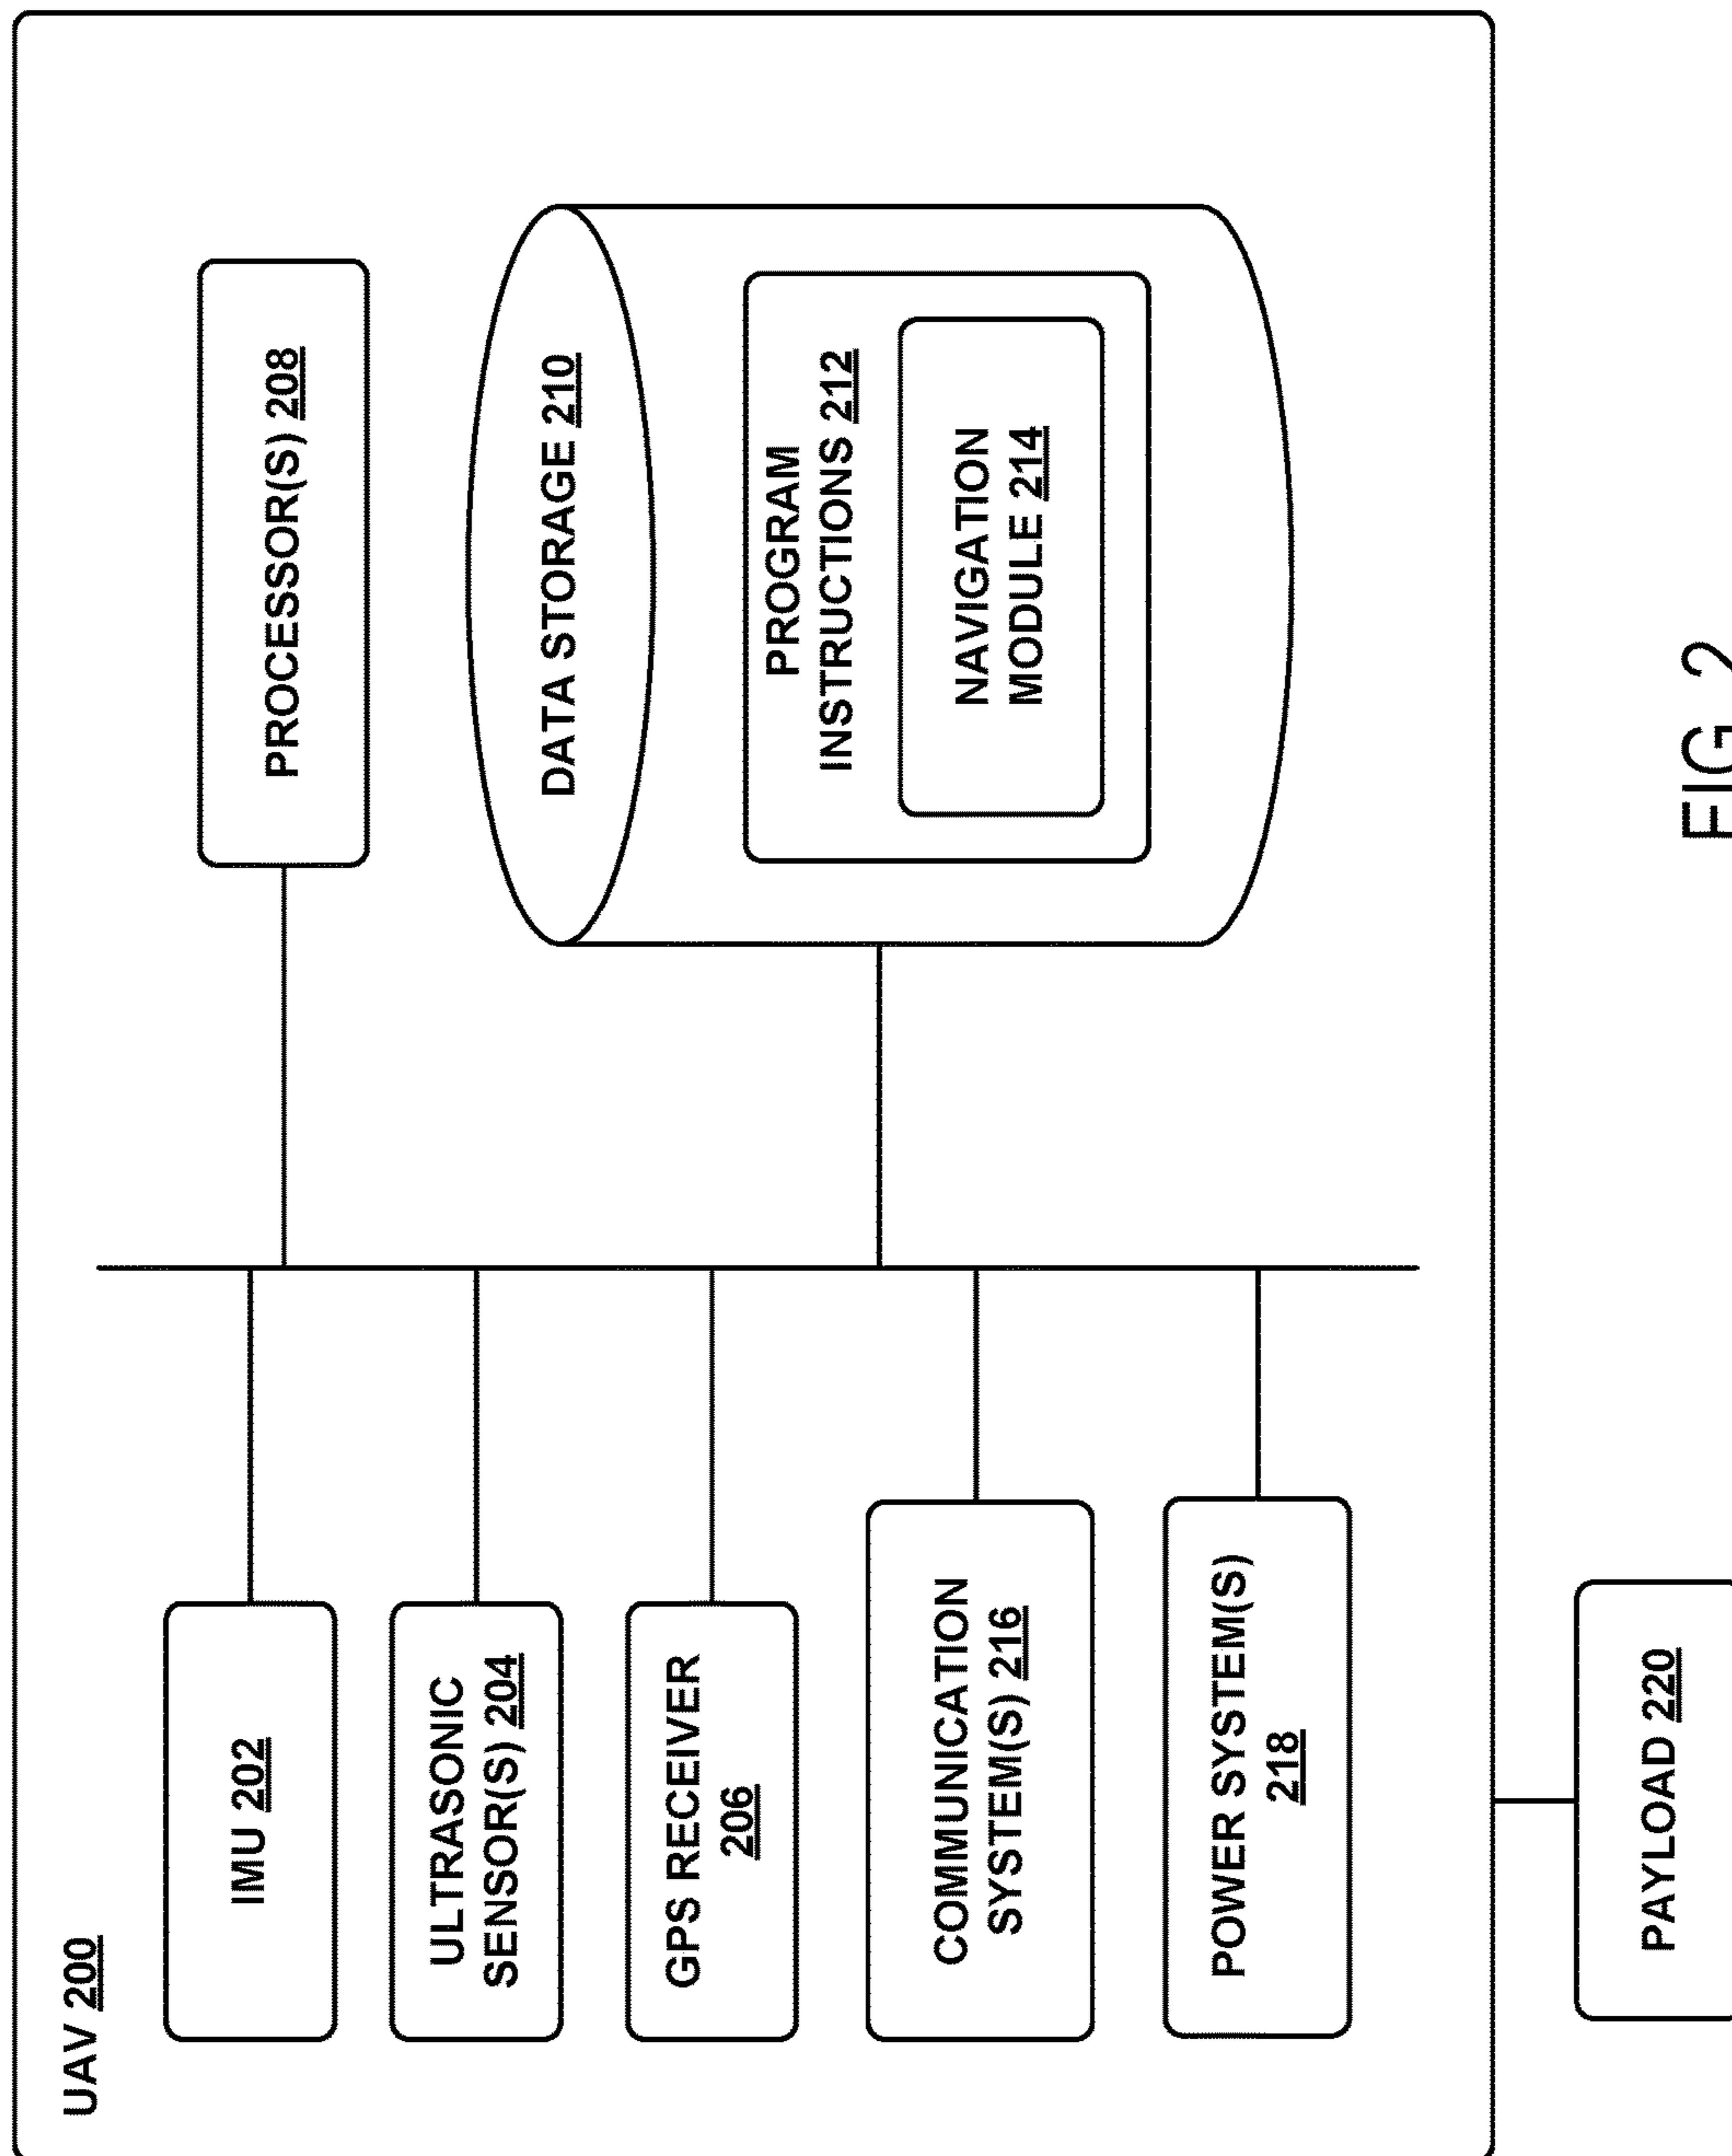 UAV 200
IMU 202
ULTRASONIC
SENSOR(S) 204
GPS RECEIVER
206
COMMUNICATION
SYSTEM(S) 216
POWER SYSTEM(S)
218
PROCESSOR(S) 208
DATA STORAGE 210
PROGRAM
INSTRUCTIONS 212
NAVIGATION
MODULE 214
PAYLOAD 220
FIG. 2